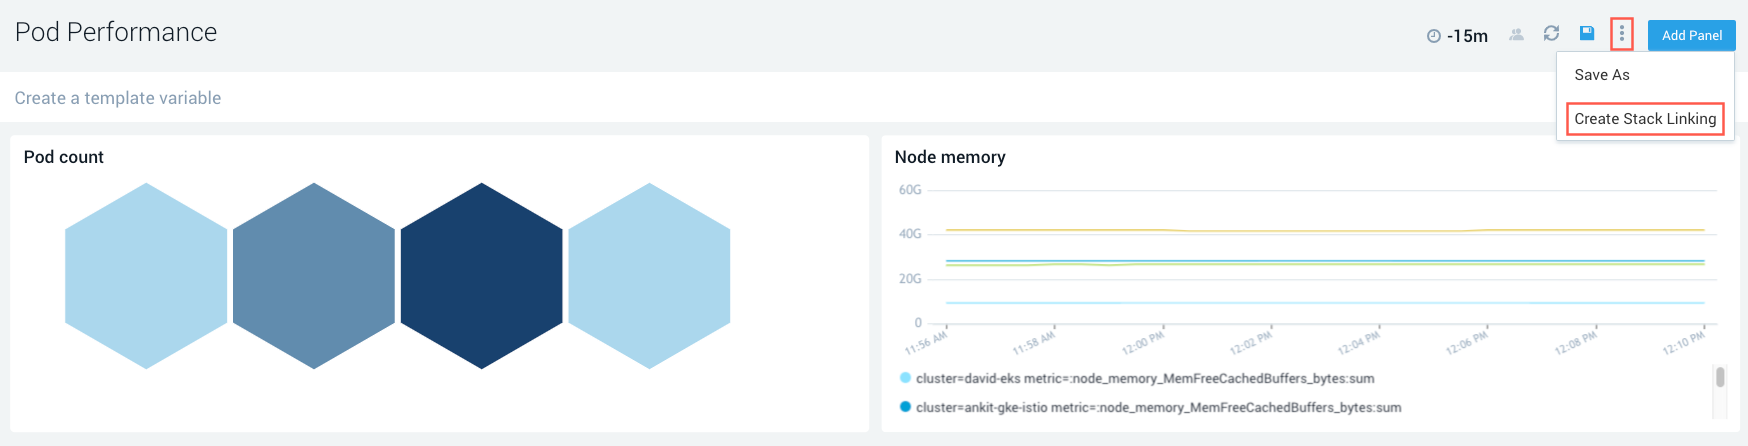 Pod Performance
-15m
Add Panel
Save As
Create Stack Linking
Create a template variable
Pod count
Node memory
60G
40G
20G
0
11:56 AM
11:58 AM
12:00 PM
12:02 PM
12:04 PM
12:06 PM
12:08 PM
12:10 PM
cluster=david-eks metric=:node_memory_MemFreeCachedBuffers_bytes:sum
cluster=ankit-gke-istio metric=:node_memory_MemFreeCachedBuffers_bytes:sum